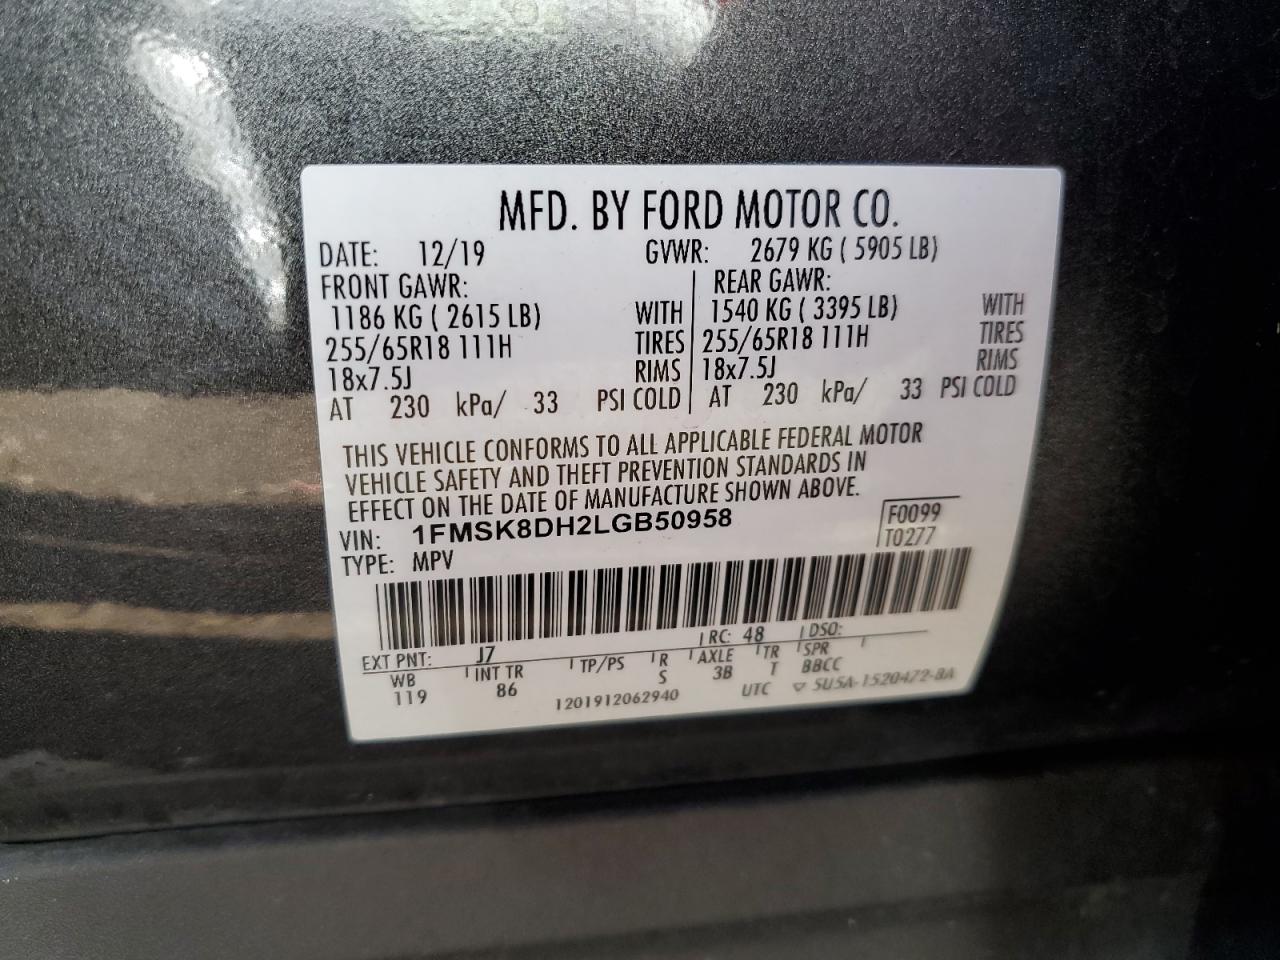 MFD. BY FORD MOTOR CO.
DATE: 12/19 GVWR: 2679 KG ( 5905 LB)
FRONT GAWR: REAR GAWR:
1186 KG ( 2615 LB) WITH 1540 KG ( 3395 LB) WITH
255/65R18 111H TIRES 255/65R18 111H TIRES
18x7.5J RIMS 18x7.5J RIMS
AT 230 kPa/ 33 PSI COLD AT 230 kPa/ 33 PSI COLD
THIS VEHICLE CONFORMS TO ALL APPLICABLE FEDERAL MOTOR
VEHICLE SAFETY AND THEFT PREVENTION STANDARDS IN
EFFECT ON THE DATE OF MANUFACTURE SHOWN ABOVE.
VIN: 1FMSK8DH2LGB50958 F0099
TYPE: MPV T0277
EXT PNT: J7 RC: 48 DSO:
WB INT TR TP/PS R AXLE TR SPR
119 86 S 3B T BBCC
1201912062940 UTC ▽ SU5A-1520472-BA